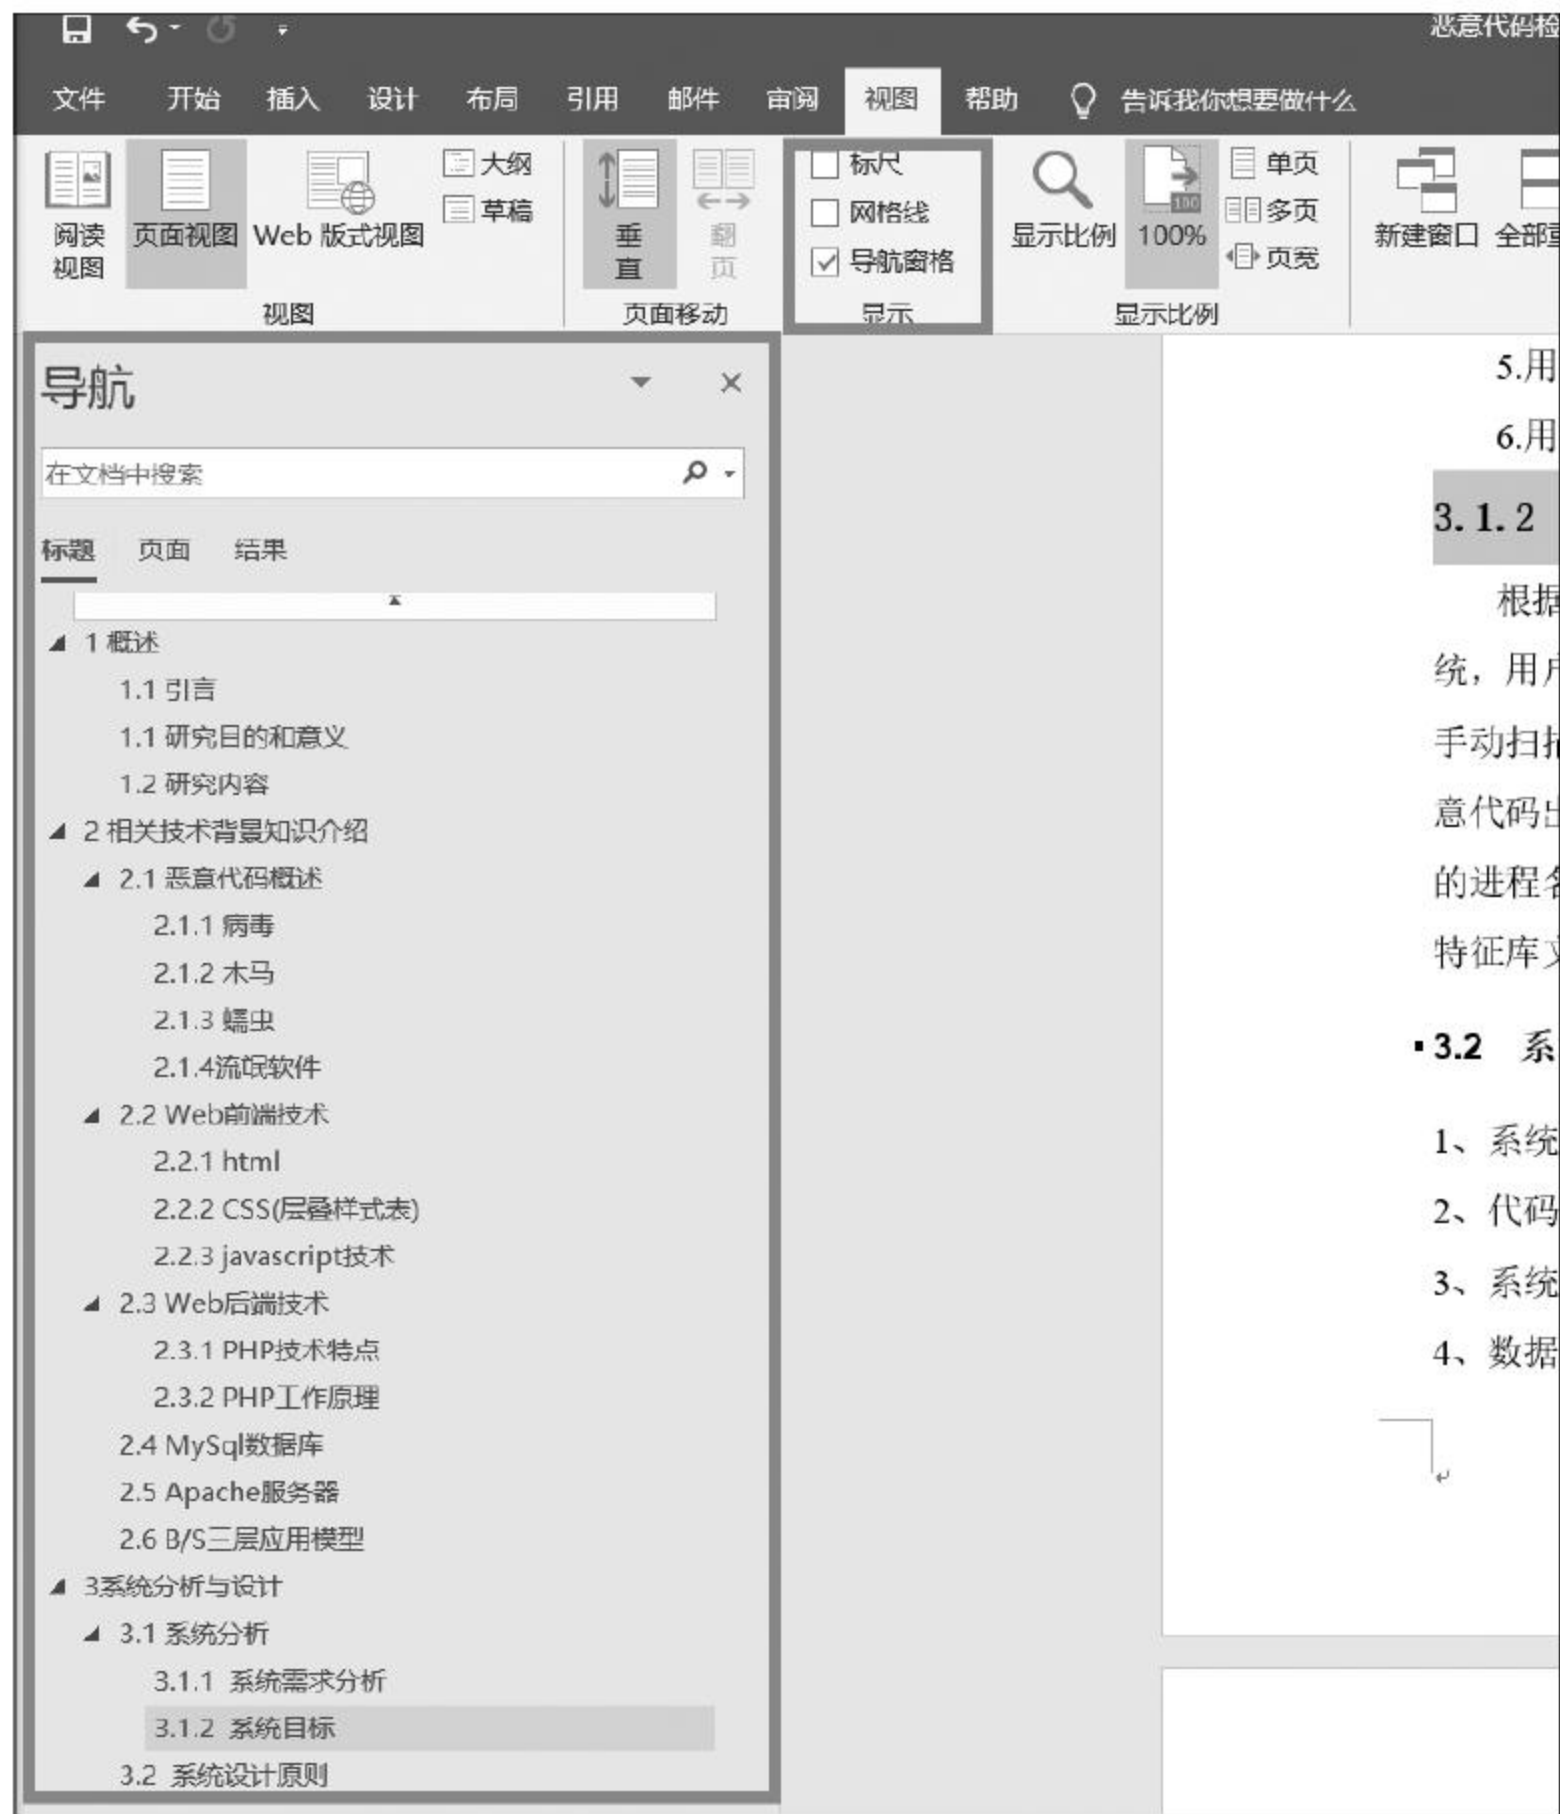 恶意代码检
文件 开始 插入 设计 布局 引用 邮件 审阅 视图 帮助 告诉我你想要做什么
阅读视图 页面视图 Web 版式视图 大纲 草稿
视图
垂直 翻页
页面移动
标尺
网格线
导航窗格
显示
显示比例 100% 单页 多页 页宽
显示比例
新建窗口 全部重
导航
在文档中搜索
标题 页面 结果
1 概述
1.1 引言
1.1 研究目的和意义
1.2 研究内容
2 相关技术背景知识介绍
2.1 恶意代码概述
2.1.1 病毒
2.1.2 木马
2.1.3 蠕虫
2.1.4流氓软件
2.2 Web前端技术
2.2.1 html
2.2.2 CSS(层叠样式表)
2.2.3 javascript技术
2.3 Web后端技术
2.3.1 PHP技术特点
2.3.2 PHP工作原理
2.4 MySql数据库
2.5 Apache服务器
2.6 B/S三层应用模型
3系统分析与设计
3.1 系统分析
3.1.1 系统需求分析
3.1.2 系统目标
3.2 系统设计原则
5.用
6.用
3.1.2
根据
统，用户
手动扫描
意代码出
的进程名
特征库文
3.2 系
1、系统
2、代码
3、系统
4、数据